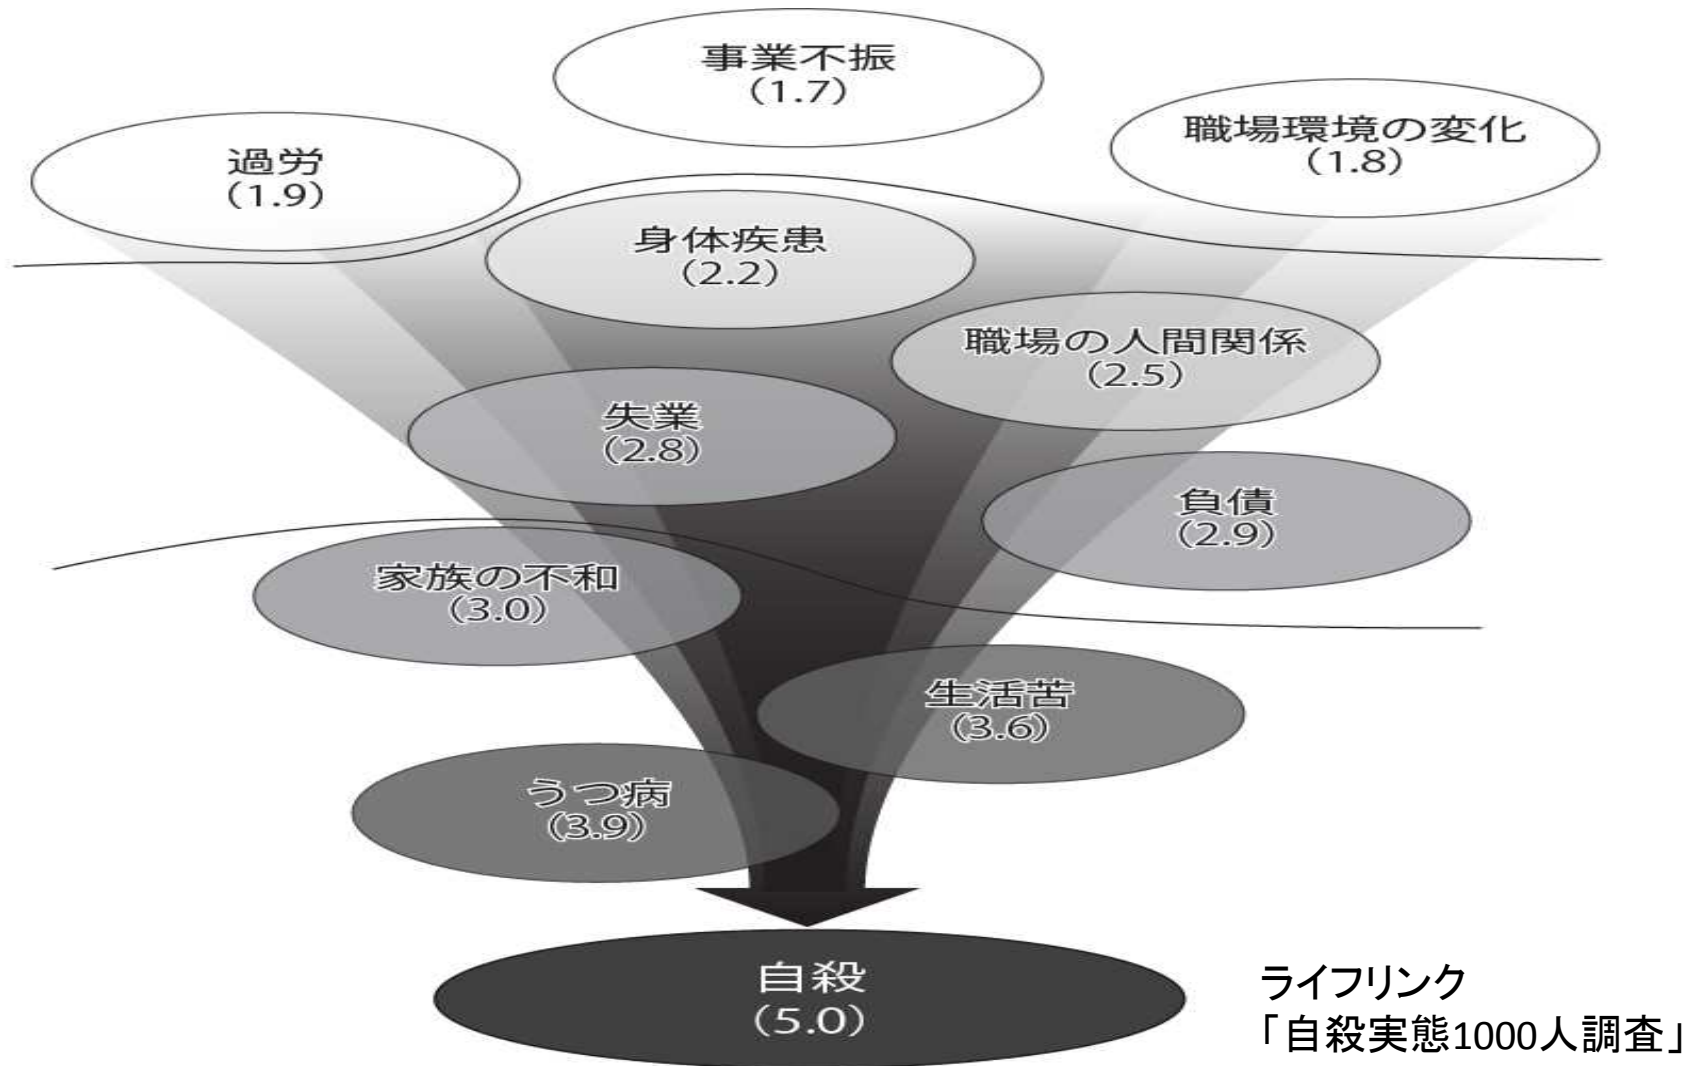 事業不振
(1.7)
職場環境の変化
(1.8)
過労
(1.9)
身体疾患
(2.2)
職場の人間関係
(2.5)
失業
(2.8)
負債
(2.9)
家族の不和
(3.0)
生活苦
(3.6)
うつ病
(3.9)
自殺
(5.0)
ライフリンク
「自殺実態1000人調査」